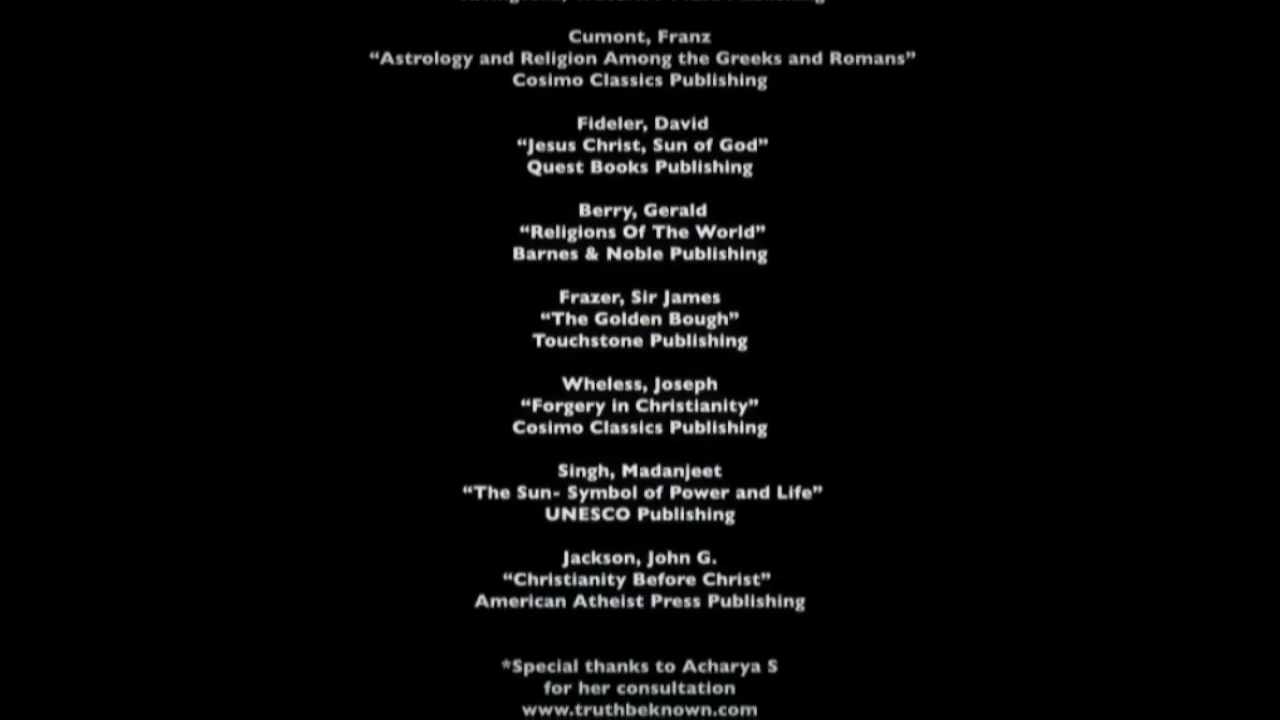 Cumont, Franz
“Astrology and Religion Among the Greeks and Romans”
Cosimo Classics Publishing
Fideler, David
“Jesus Christ, Sun of God”
Quest Books Publishing
Berry, Gerald
“Religions Of The World”
Barnes & Noble Publishing
Frazer, Sir James
“The Golden Bough”
Touchstone Publishing
Wheless, Joseph
“Forgery in Christianity”
Cosimo Classics Publishing
Singh, Madanjeet
“The Sun- Symbol of Power and Life”
UNESCO Publishing
Jackson, John G.
“Christianity Before Christ”
American Atheist Press Publishing
*Special thanks to Acharya S
for her consultation
www.truthbeknown.com